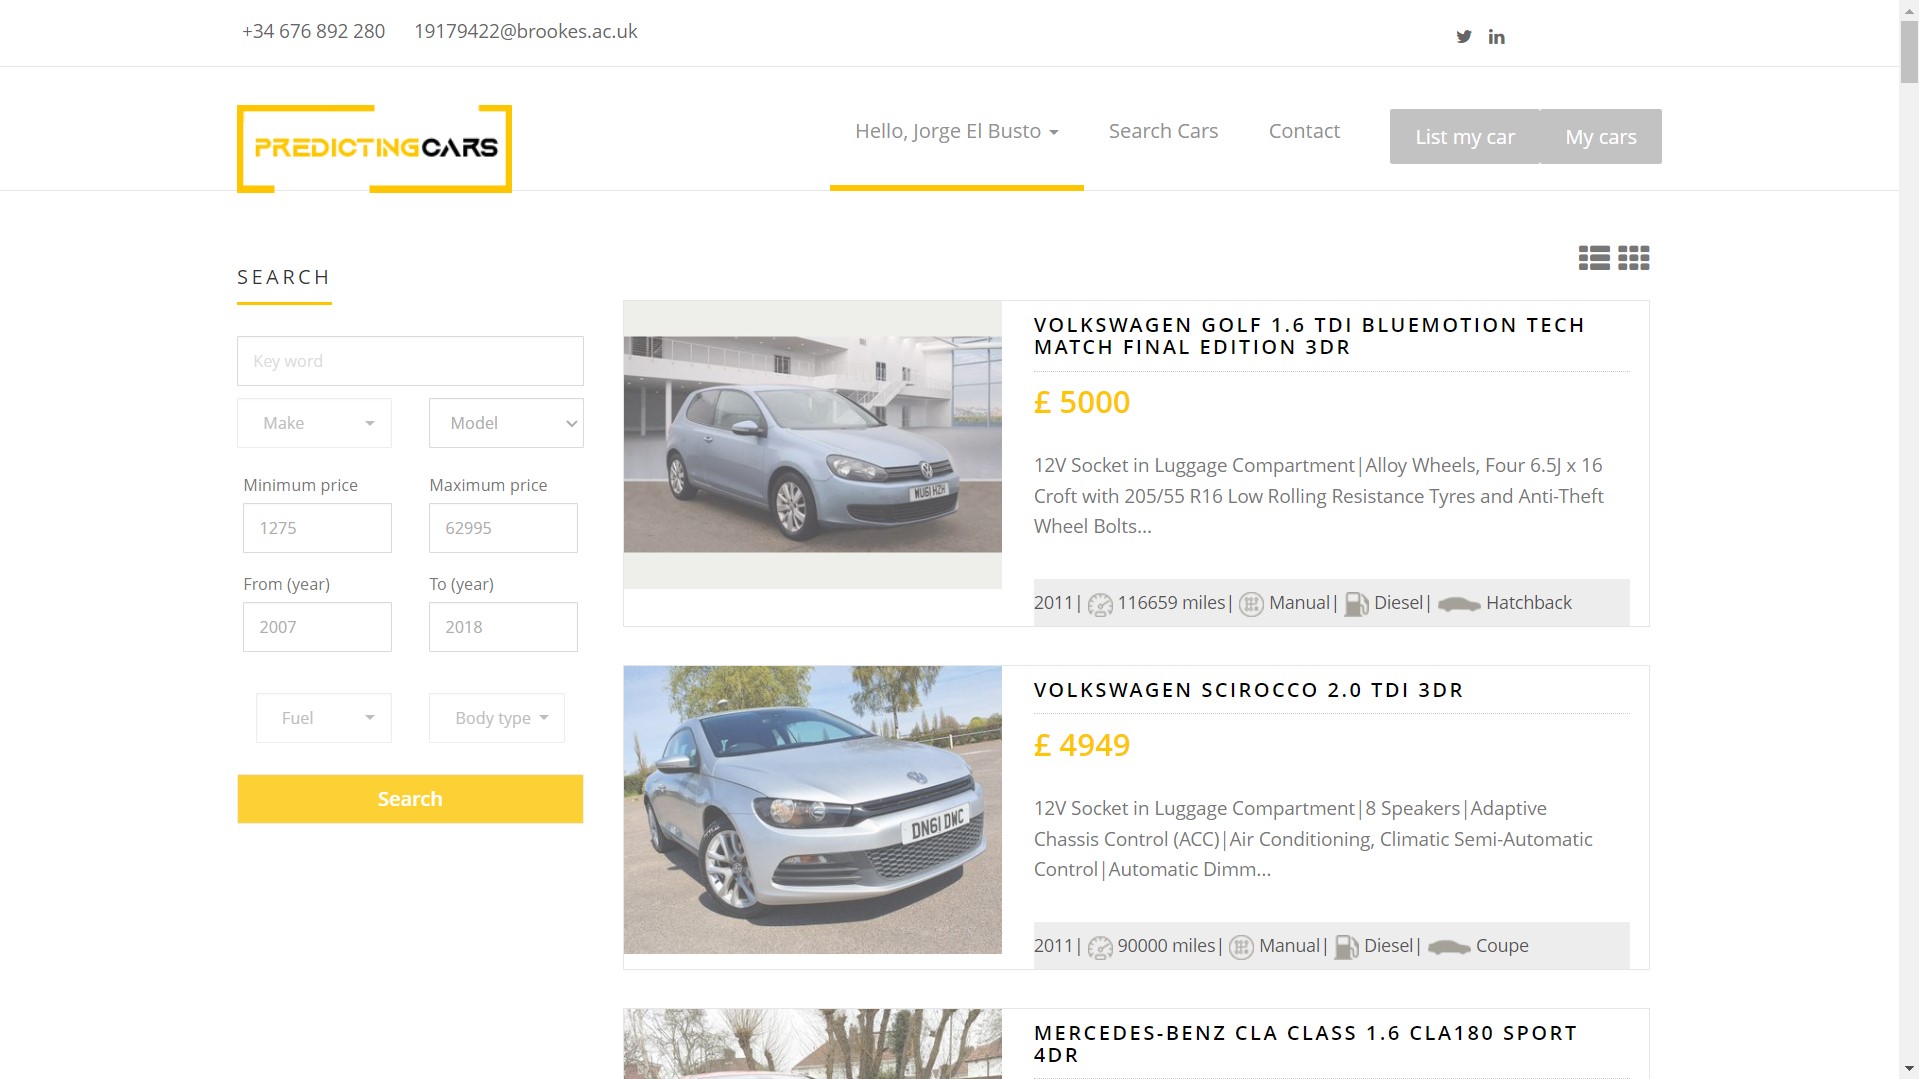 +34 676 892 280 19179422@brookes.ac.uk
PREDICTINGCARS
Hello, Jorge El Busto Search Cars Contact List my car My cars
SEARCH
Key word
Make Model
Minimum price Maximum price
1275 62995
From (year) To (year)
2007 2018
Fuel Body type
Search
WU61 HZH
VOLKSWAGEN GOLF 1.6 TDI BLUEMOTION TECH
MATCH FINAL EDITION 3DR
£ 5000
12V Socket in Luggage Compartment|Alloy Wheels, Four 6.5J x 16
Croft with 205/55 R16 Low Rolling Resistance Tyres and Anti-Theft
Wheel Bolts...
2011| 116659 miles| Manual| Diesel| Hatchback
DN61 DWC
VOLKSWAGEN SCIROCCO 2.0 TDI 3DR
£ 4949
12V Socket in Luggage Compartment|8 Speakers|Adaptive
Chassis Control (ACC)|Air Conditioning, Climatic Semi-Automatic
Control|Automatic Dimm...
2011| 90000 miles| Manual| Diesel| Coupe
MERCEDES-BENZ CLA CLASS 1.6 CLA180 SPORT
4DR